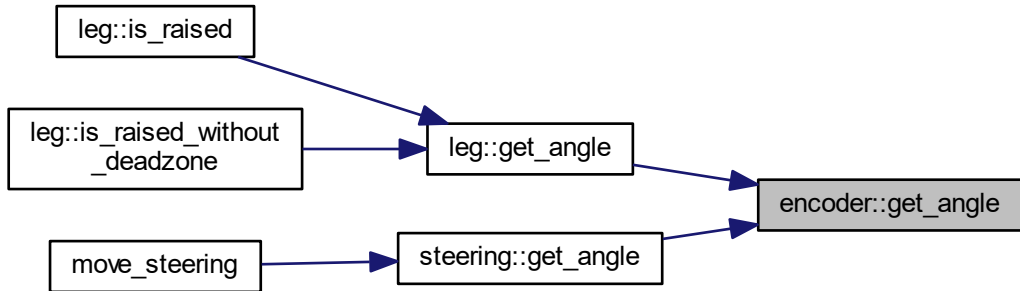 leg::is_raised
leg::is_raised_without
_deadzone
leg::get_angle
encoder::get_angle
steering::get_angle
move_steering